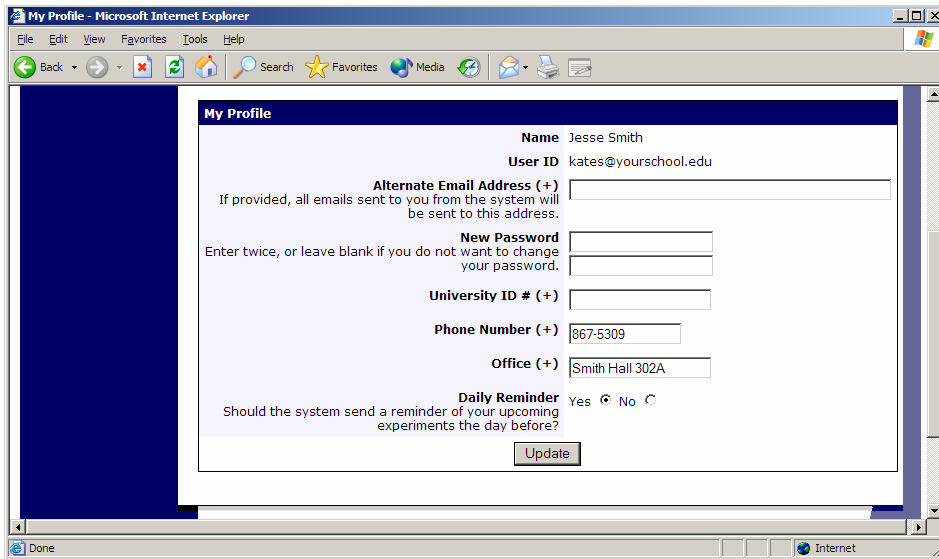 My Profile - Microsoft Internet Explorer
File Edit View Favorites Tools Help
Back Search Favorites Media
My Profile
Name Jesse Smith
User ID kates@yourschool.edu
Alternate Email Address (+)
If provided, all emails sent to you from the system will
be sent to this address.
New Password
Enter twice, or leave blank if you do not want to change
your password.
University ID # (+)
Phone Number (+) 867-5309
Office (+) Smith Hall 302A
Daily Reminder Yes No
Should the system send a reminder of your upcoming
experiments the day before?
Update
Done Internet